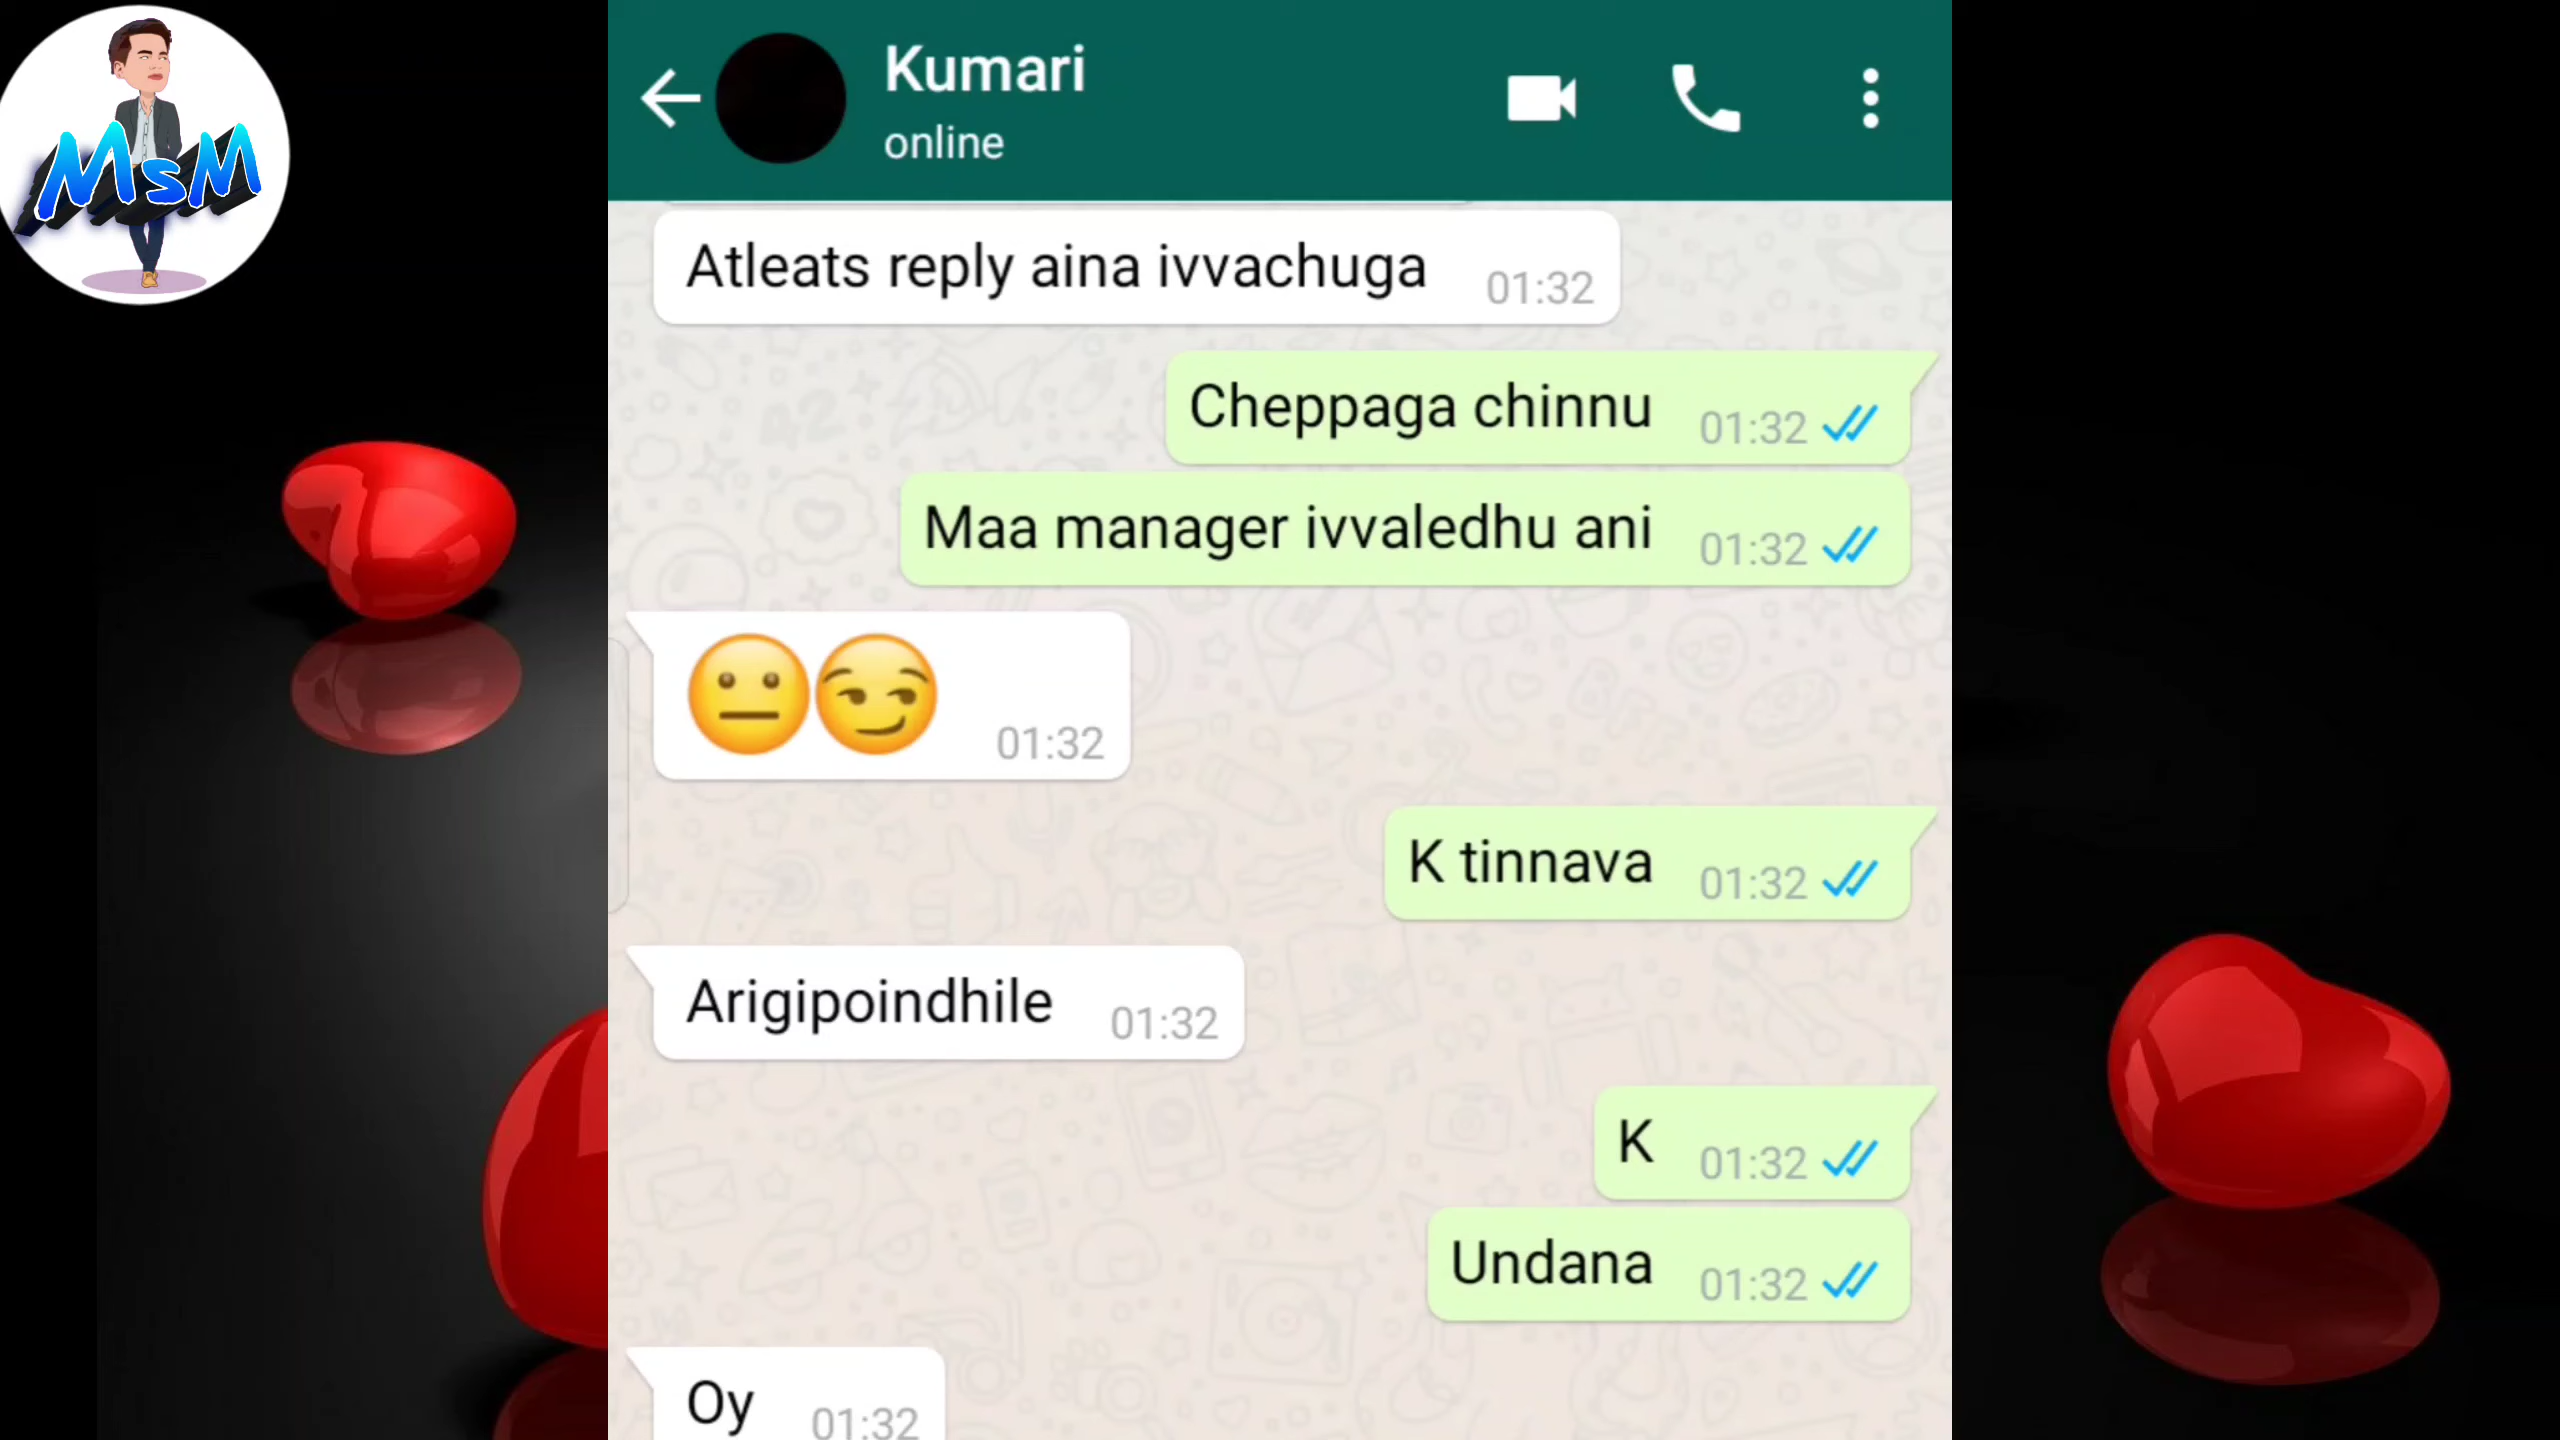 MsM
Kumari
online
Atleats reply aina ivvachuga 01:32
Cheppaga chinnu 01:32
Maa manager ivvaledhu ani 01:32
😐😏 01:32
K tinnava 01:32
Arigipoindhile 01:32
K 01:32
Undana 01:32
Oy 01:32